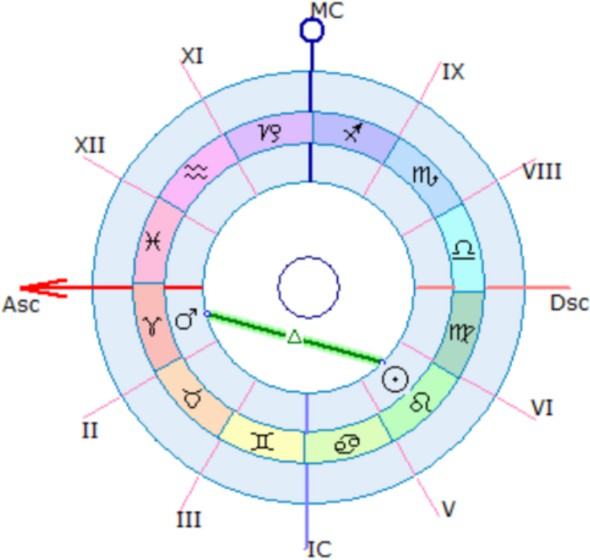 MC
XI
IX
♑ ♐
XII
♒ ♏
VIII
♓ ♎
Asc
Dsc
♈ ♂ △ ♍
☉
♉ ♌
II
VI
♊ ♋
III
V
IC